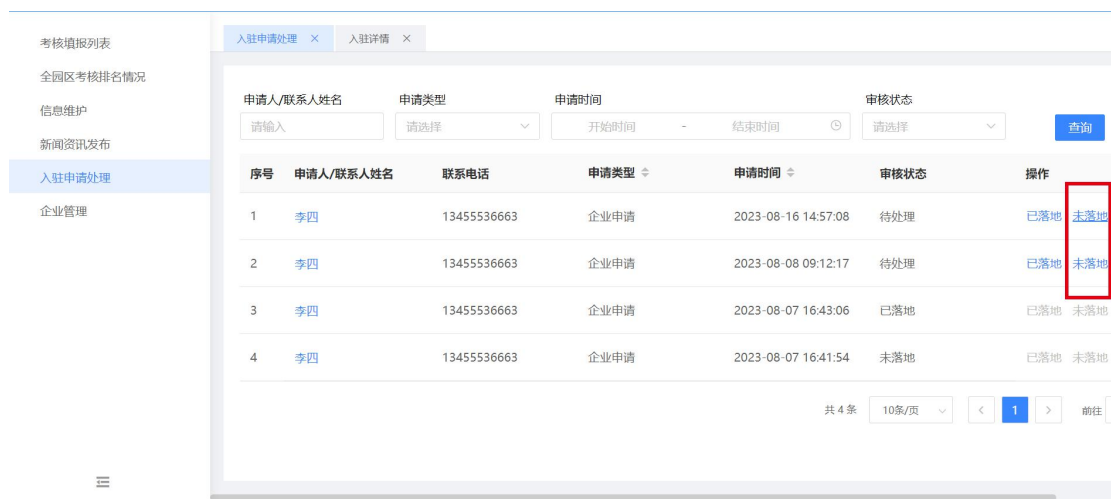 考核填报列表
全园区考核排名情况
信息维护
新闻资讯发布
入驻申请处理
企业管理
入驻申请处理 × 入驻详情 ×
申请人/联系人姓名 申请类型 申请时间 审核状态
请输入 请选择 开始时间 - 结束时间 请选择 查询
序号 申请人/联系人姓名 联系电话 申请类型 申请时间 审核状态 操作
1 李四 13455536663 企业申请 2023-08-16 14:57:08 待处理 已落地 未落地
2 李四 13455536663 企业申请 2023-08-08 09:12:17 待处理 已落地 未落地
3 李四 13455536663 企业申请 2023-08-07 16:43:06 已落地 已落地 未落地
4 李四 13455536663 企业申请 2023-08-07 16:41:54 未落地 已落地 未落地
共 4 条 10条/页 < 1 > 前往